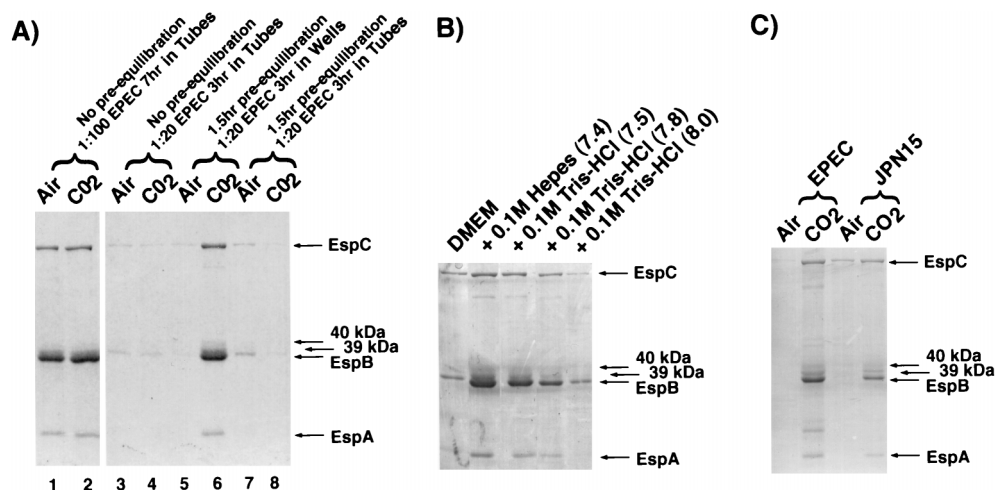 A)
No pre-equilibration
1:100 EPEC 7hr in Tubes
No pre-equilibration
1:20 EPEC 3hr in Tubes
1.5hr pre-equilibration
1:20 EPEC 3hr in Wells
1.5hr pre-equilibration
1:20 EPEC 3hr in Tubes
Air
C02
Air
C02
Air
C02
Air
C02
EspC
40 kDa
39 kDa
EspB
EspA
1 2 3 4 5 6 7 8
B)
DMEM
+ 0.1M Hepes (7.4)
+ 0.1M Tris-HCl (7.5)
+ 0.1M Tris-HCl (7.8)
+ 0.1M Tris-HCl (8.0)
EspC
40 kDa
39 kDa
EspB
EspA
C)
EPEC
JPN15
Air
CO2
Air
CO2
EspC
40 kDa
39 kDa
EspB
EspA